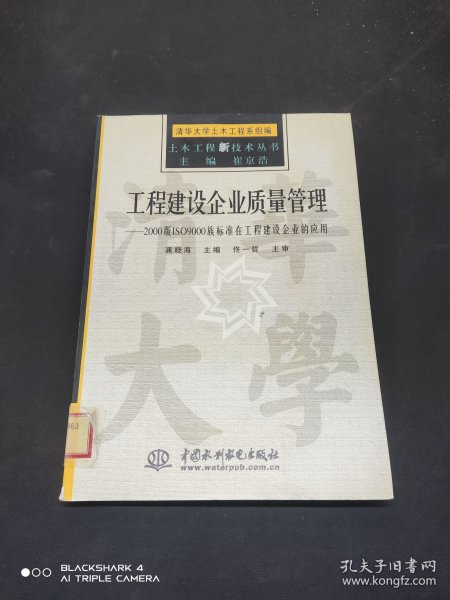 清华大学土木工程系组编
土木工程新技术丛书
主 编 崔京浩
工程建设企业质量管理
——2000版ISO9000族标准在工程建设企业的应用
龚晓海 主编 佟一哲 主审
清華
大學
中国水利水电出版社
www.waterpub.com.cn
963
BLACKSHARK 4
AI TRIPLE CAMERA
孔夫子旧书网
www.kongfz.com